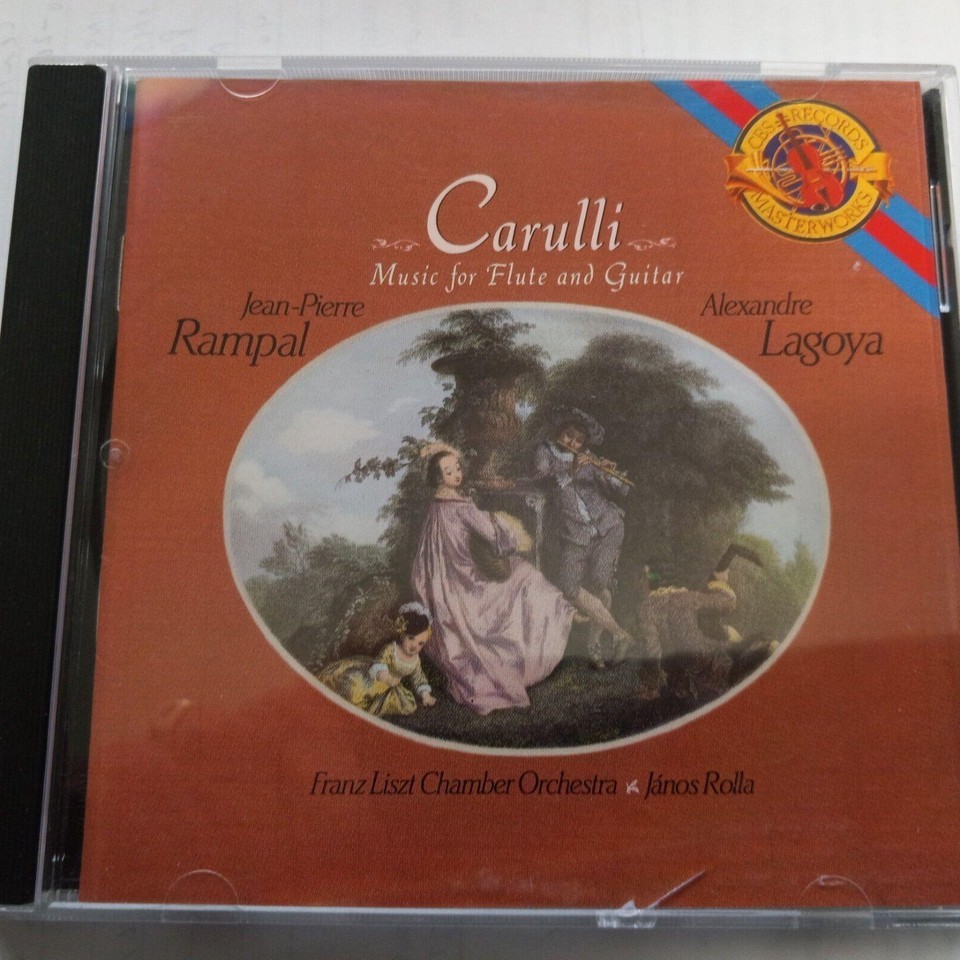 CBS RECORDS
MASTERWORKS
Carulli
Music for Flute and Guitar
Jean-Pierre
Rampal
Alexandre
Lagoya
Franz Liszt Chamber Orchestra János Rolla